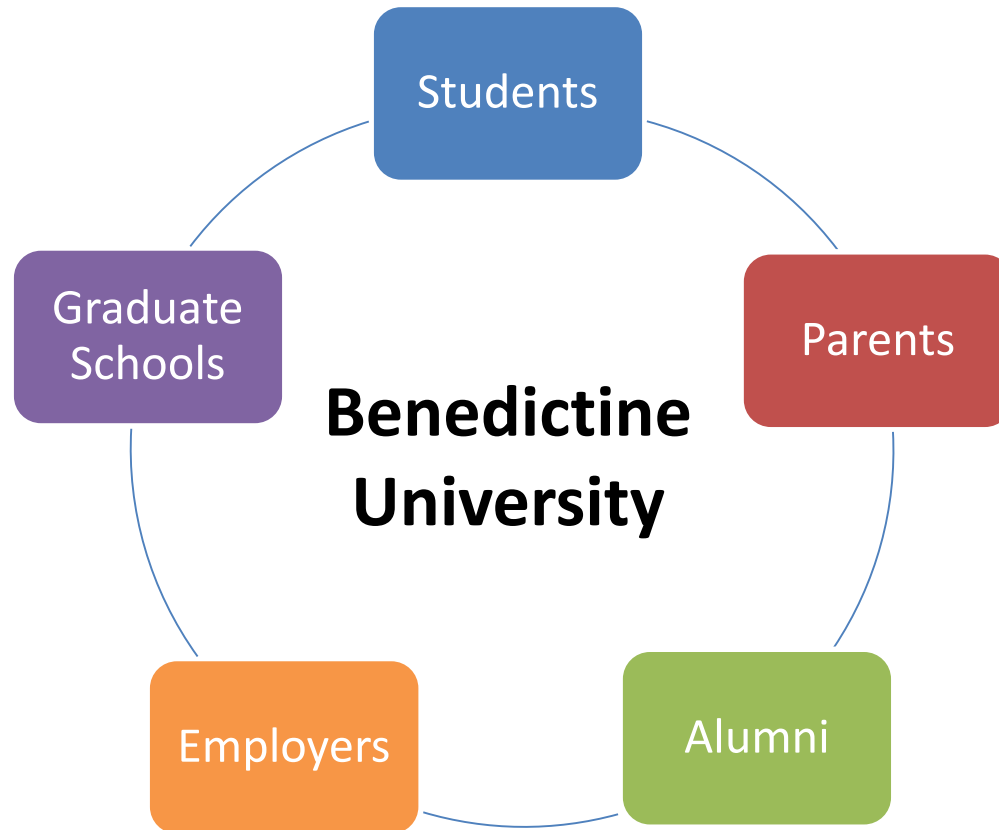 Students
Graduate
Schools
Parents
Benedictine
University
Employers
Alumni